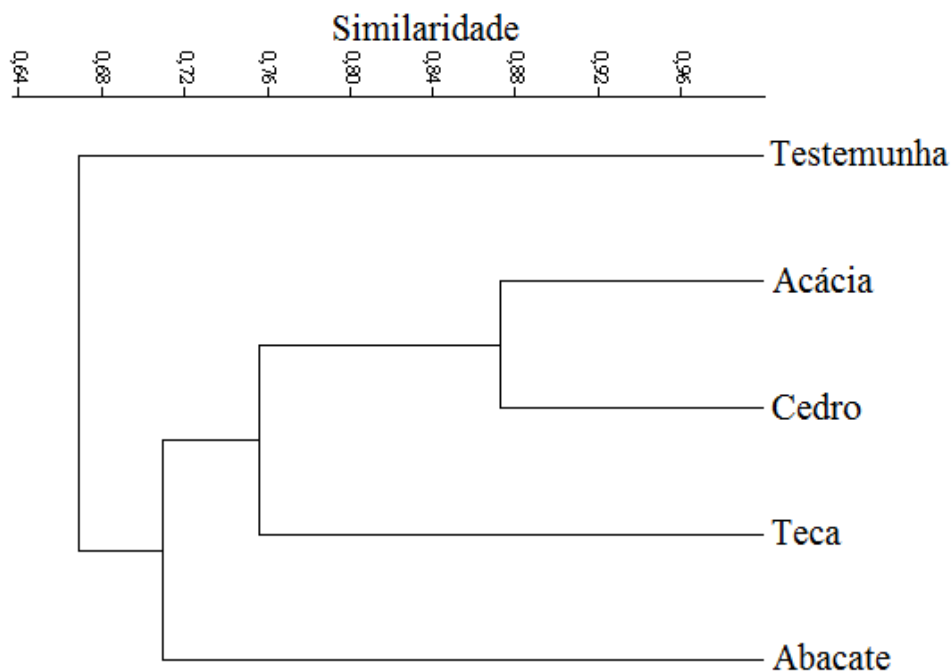 Similaridade
0,64 0,68 0,72 0,76 0,80 0,84 0,88 0,92 0,96
Testemunha
Acácia
Cedro
Teca
Abacate